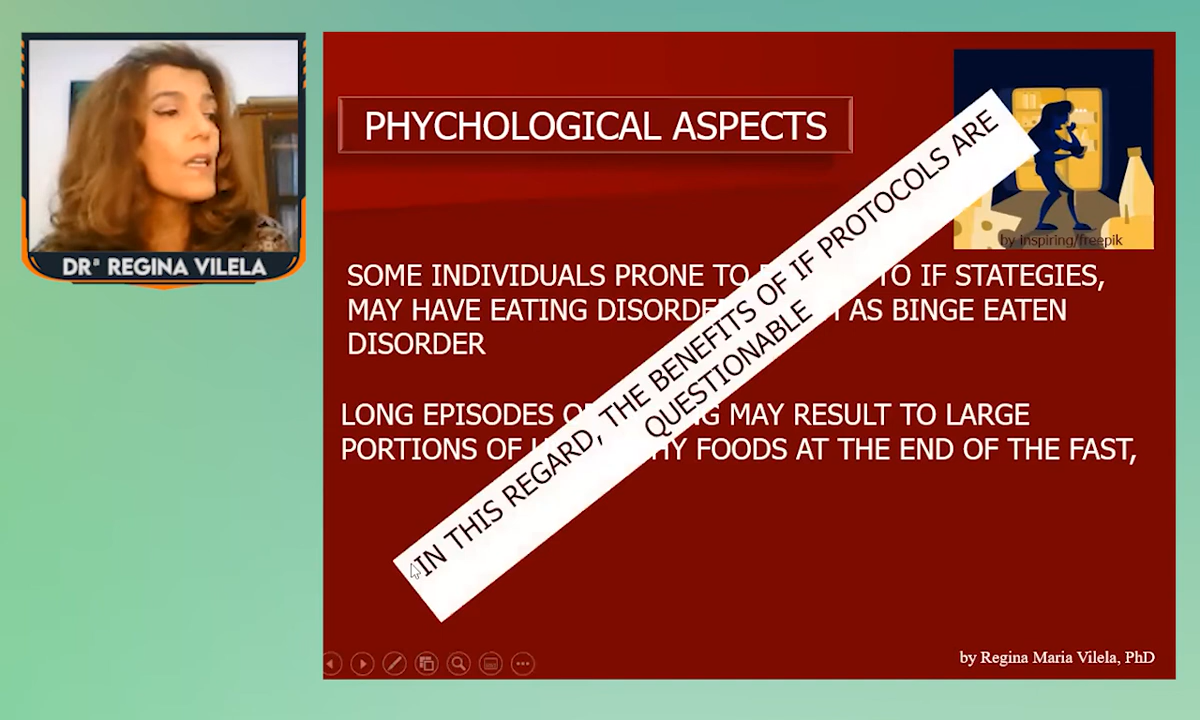 DRª REGINA VILELA
PHYCHOLOGICAL ASPECTS
by inspiring/freepik
SOME INDIVIDUALS PRONE TO TO IF STATEGIES,
MAY HAVE EATING AS BINGE EATEN
DISORDER
LONG EPISODES MAY RESULT TO LARGE
PORTIONS OF FOODS AT THE END OF THE FAST,
IN THIS REGARD, THE BENEFITS OF IF PROTOCOLS ARE
QUESTIONABLE
by Regina Maria Vilela, PhD